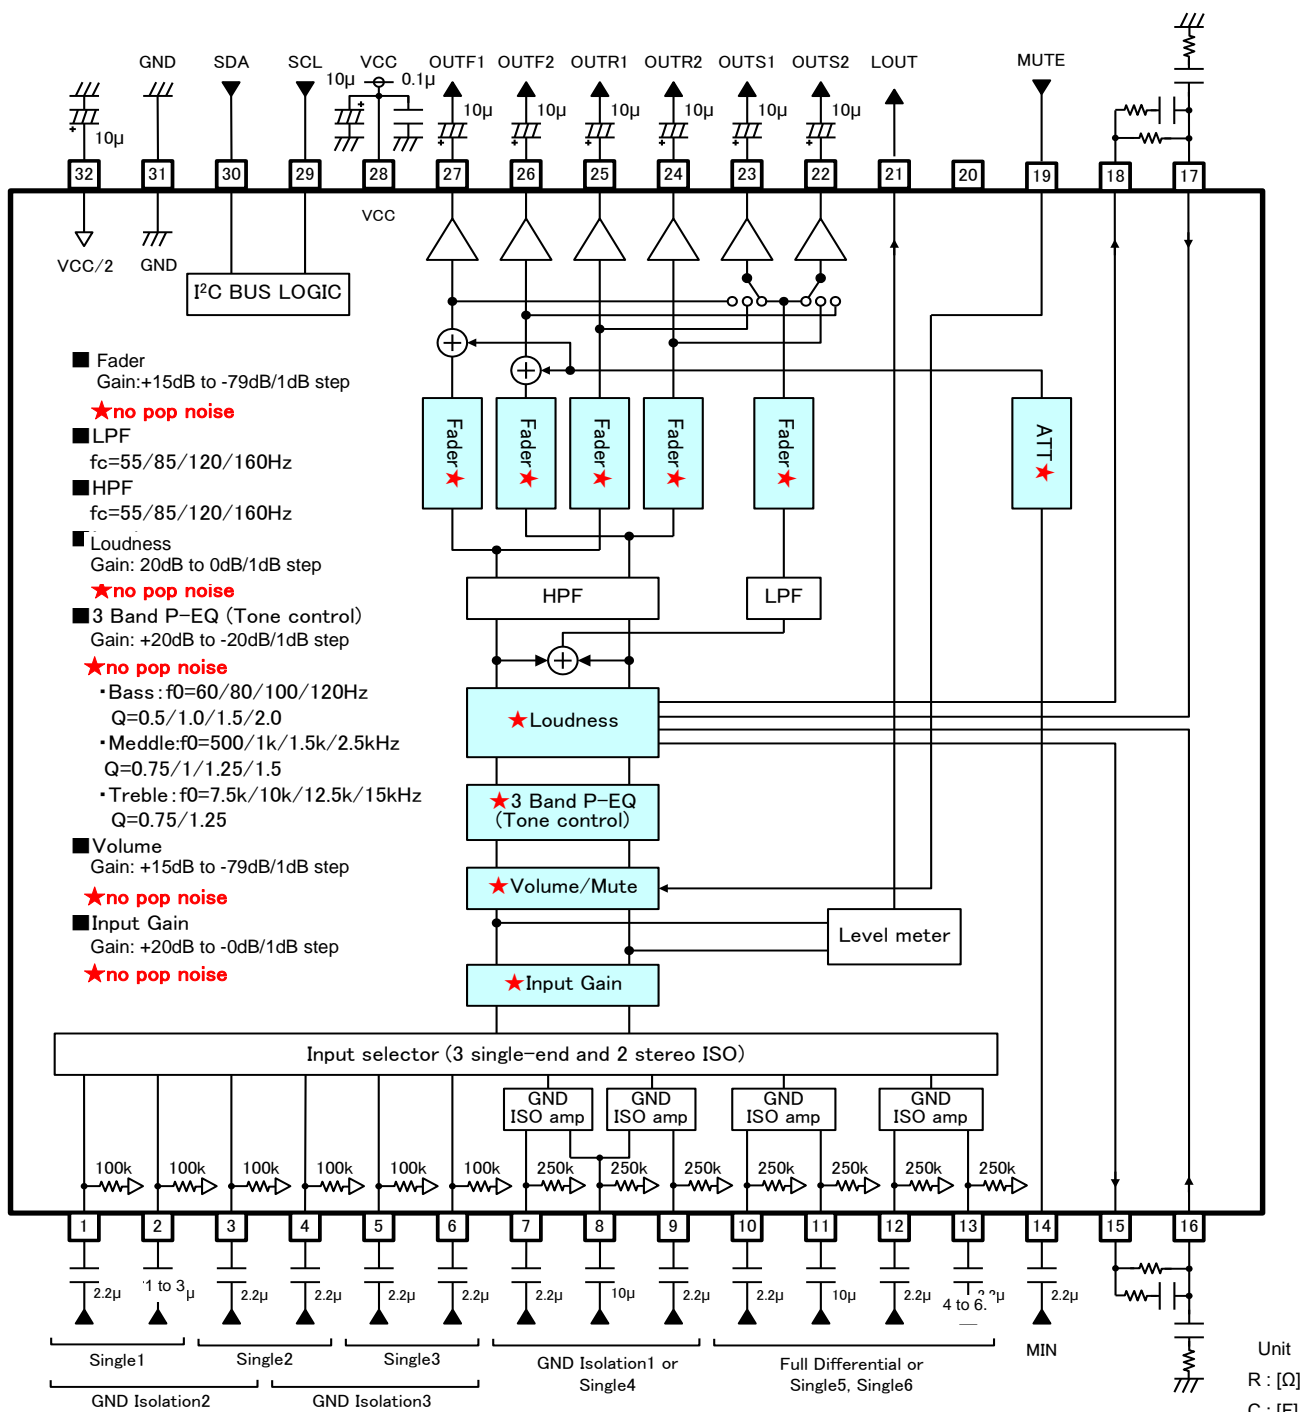 GND SDA SCL VCC OUTF1 OUTF2 OUTR1 OUTR2 OUTS1 OUTS2 LOUT MUTE
10μ 10μ 0.1μ 10μ 10μ 10μ 10μ 10μ 10μ
32 31 30 29 28 27 26 25 24 23 22 21 20 19 18 17
VCC
VCC/2 GND
I²C BUS LOGIC
■ Fader
Gain:+15dB to -79dB/1dB step
★no pop noise
■LPF
fc=55/85/120/160Hz
■HPF
fc=55/85/120/160Hz
■Loudness
Gain: 20dB to 0dB/1dB step
★no pop noise
■3 Band P-EQ (Tone control)
Gain: +20dB to -20dB/1dB step
★no pop noise
・Bass:f0=60/80/100/120Hz
Q=0.5/1.0/1.5/2.0
・Meddle:f0=500/1k/1.5k/2.5kHz
Q=0.75/1/1.25/1.5
・Treble:f0=7.5k/10k/12.5k/15kHz
Q=0.75/1.25
■Volume
Gain: +15dB to -79dB/1dB step
★no pop noise
■Input Gain
Gain: +20dB to -0dB/1dB step
★no pop noise
Fader★ Fader★ Fader★ Fader★ Fader★ ATT★
HPF LPF
★Loudness
★3 Band P-EQ
(Tone control)
★Volume/Mute
Level meter
★Input Gain
Input selector (3 single-end and 2 stereo ISO)
GND
ISO amp
GND
ISO amp
GND
ISO amp
GND
ISO amp
100k 100k 100k 100k 100k 100k 250k 250k 250k 250k 250k 250k 250k
1 2 3 4 5 6 7 8 9 10 11 12 13 14 15 16
2.2μ 1 to 3 μ 2.2μ 2.2μ 2.2μ 2.2μ 2.2μ 10μ 2.2μ 2.2μ 10μ 2.2μ 4 to 6. 2.2μ
Single1 Single2 Single3 GND Isolation1 or
Single4
Full Differential or
Single5, Single6
MIN
GND Isolation2 GND Isolation3
Unit
R : [Ω]
C : [F]